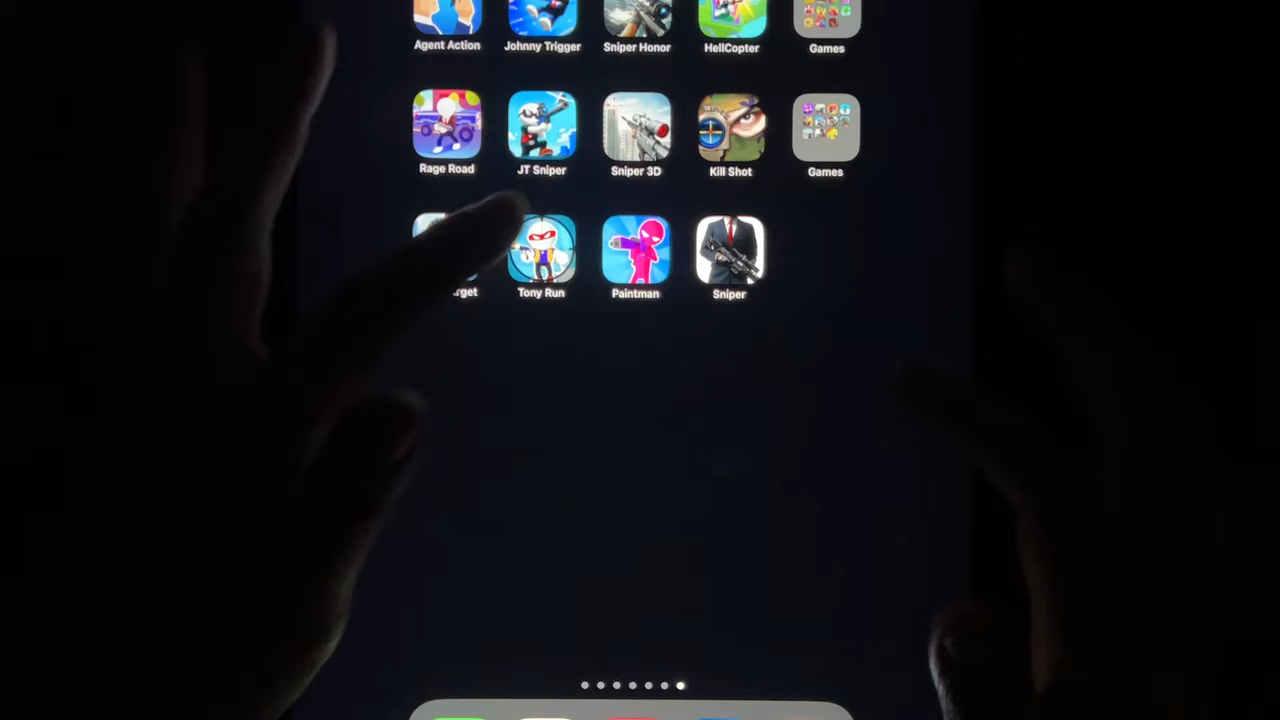 Agent Action Johnny Trigger Sniper Honor HellCopter Games
Rage Road JT Sniper Sniper 3D Kill Shot Games
Tony Run Paintman Sniper